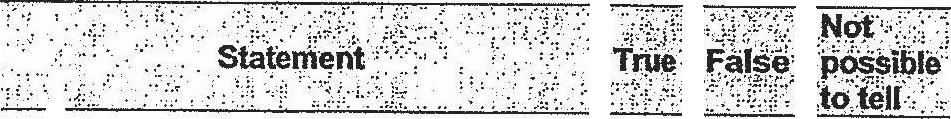 Statement True False Not
possible
to tell